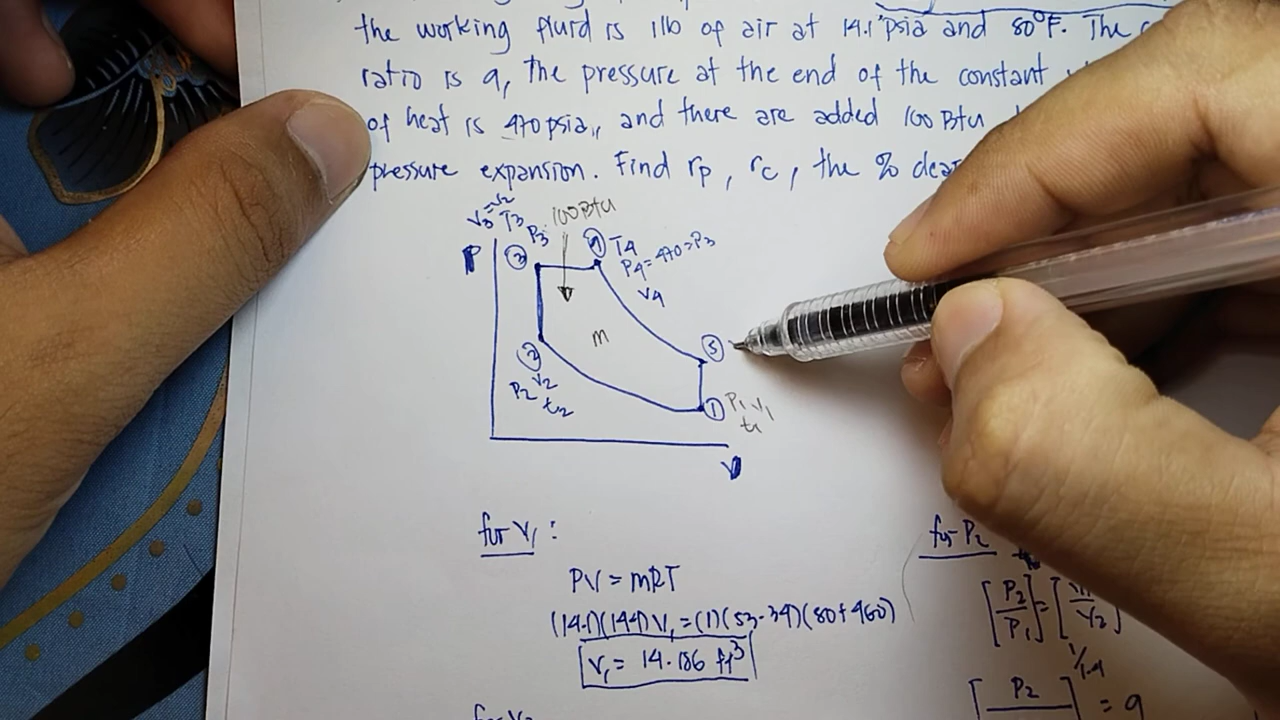 the working fluid is 1lb of air at 14.1 psia and 80°F. The
ratio is 9, the pressure at the end of the constant
of heat is 470 psia, and there are added 100 Btu
pressure expansion. Find rp, rc, the %
V3=V2 T3 P3 100 Btu
P 3 4 T4
P4=470=P3
V4
m
5
2
P2 V2
t2
1 P1 V1
t1
V
for V1 :
PV = mRT
(14.1)(144)V1 = (1)(53.34)(80+460)
V1 = 14.186 ft3
for P2
[P2/P1] = [V1/V2]
1/1.4
[P2 = 9